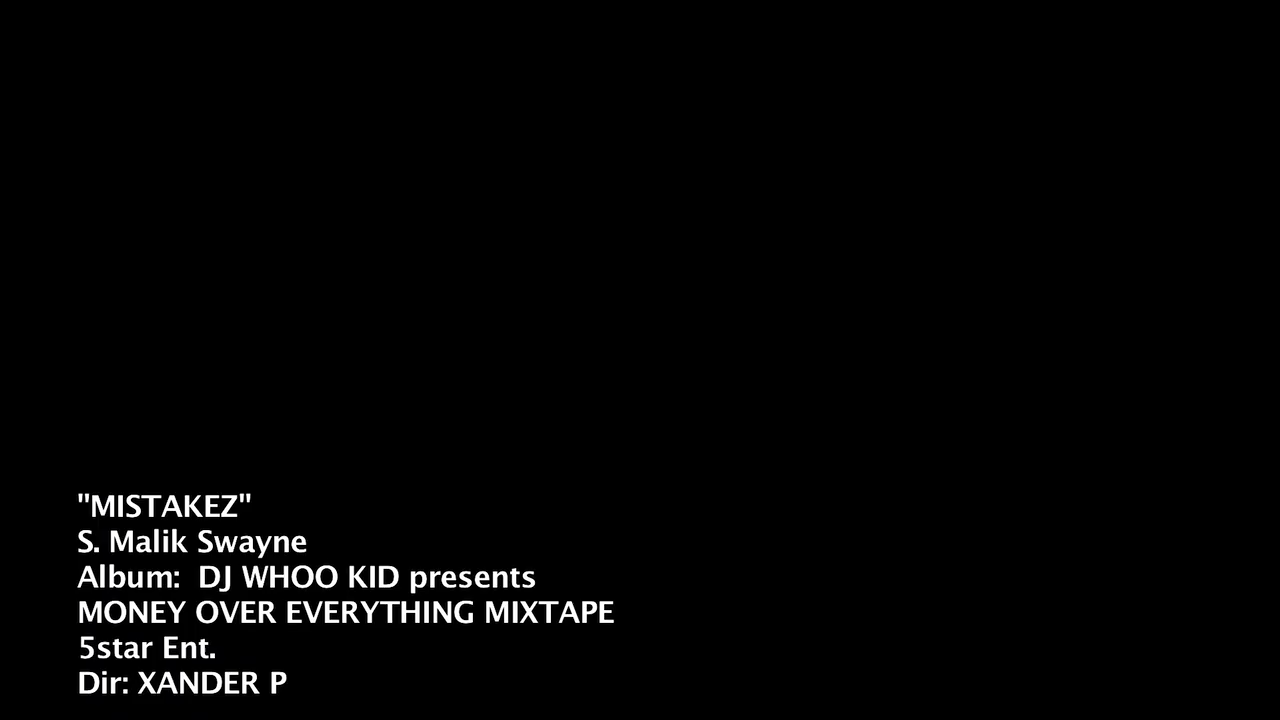 "MISTAKEZ"
S. Malik Swayne
Album:  DJ WHOO KID presents
MONEY OVER EVERYTHING MIXTAPE
5star Ent.
Dir: XANDER P